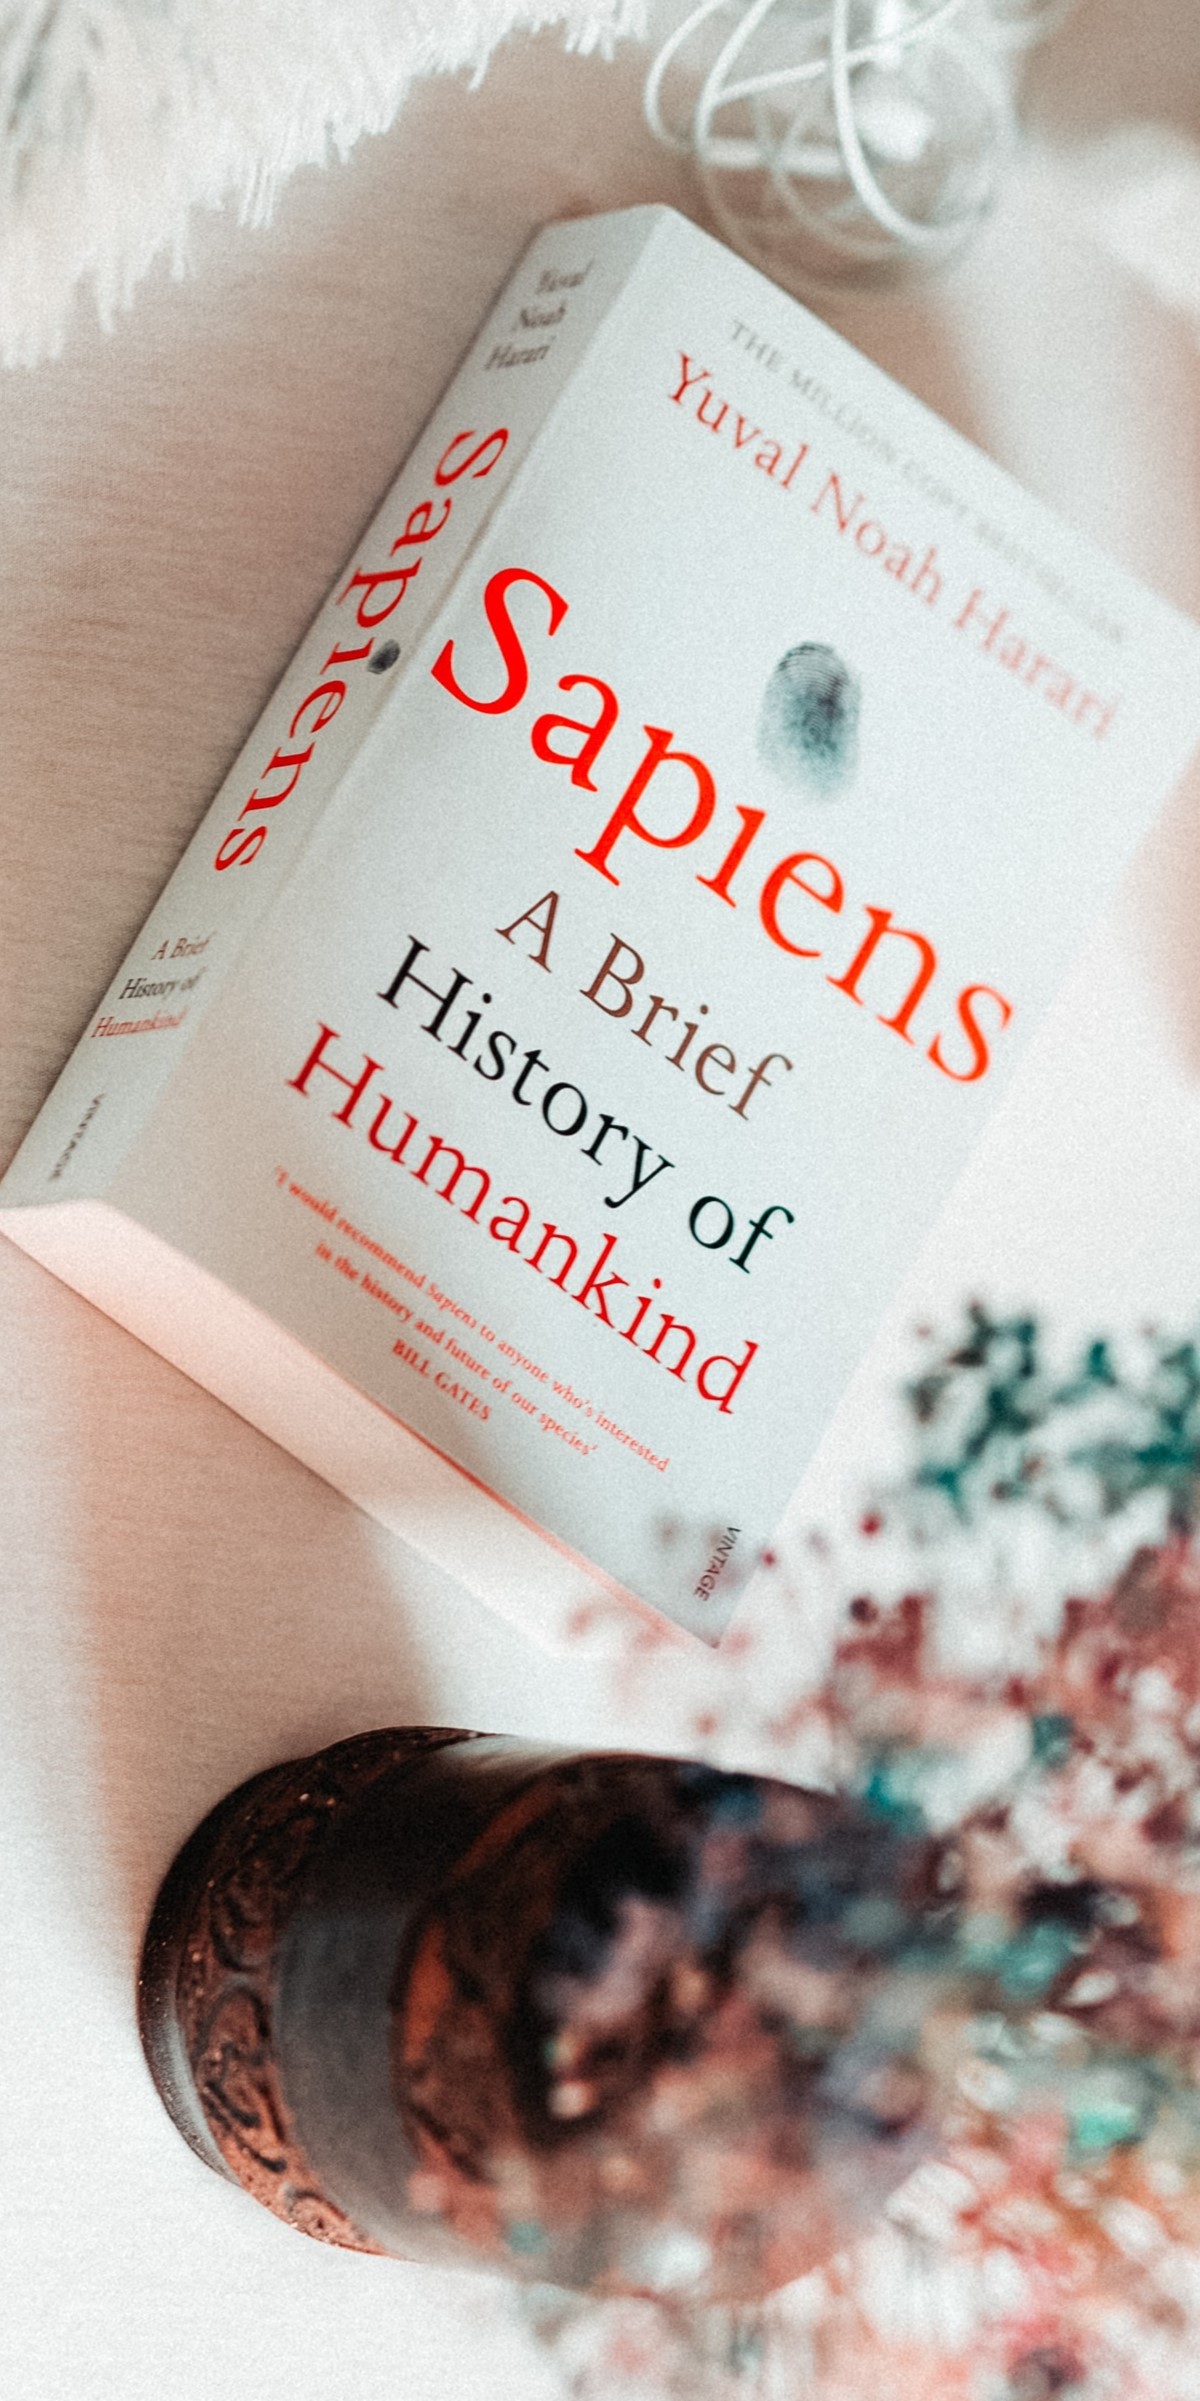 Yuval
Noah
Harari
Sapiens
A Brief
History of
Humankind
VINTAGE
THE MILLION COPY BESTSELLER
Yuval Noah Harari
Sapiens
A Brief
History of
Humankind
'I would recommend Sapiens to anyone who's interested
in the history and future of our species'
BILL GATES
VINTAGE